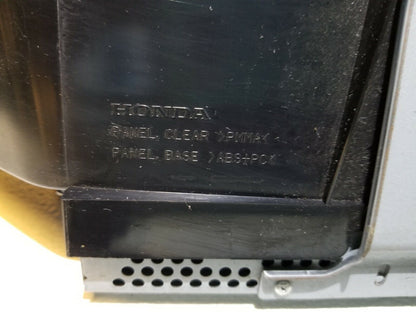 HONDA
PANEL CLEAR >PMMA<
PANEL BASE >ABS+PC<